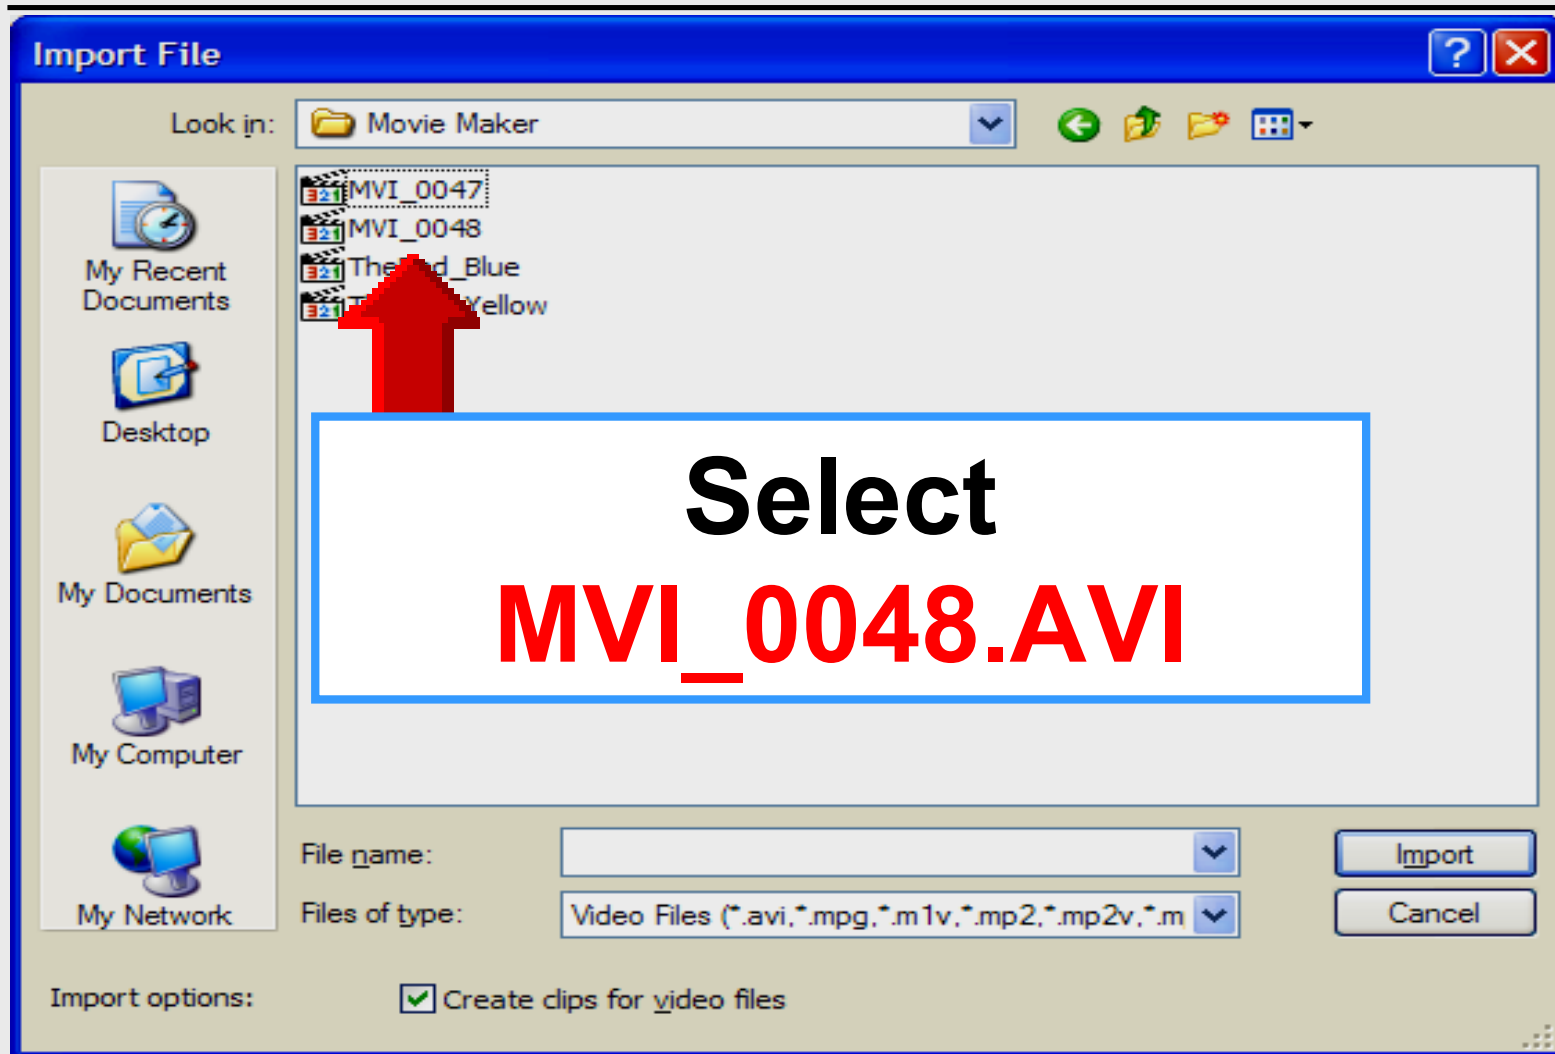 Import File
Look in: Movie Maker
MVI_0047
MVI_0048
_Blue
Yellow
My Recent
Documents
Desktop
My Documents
My Computer
My Network
Select
MVI_0048.AVI
File name:
Import
Files of type: Video Files (*.avi,*.mpg,*.m1v,*.mp2,*.mp2v,*.m
Cancel
Import options: Create clips for video files